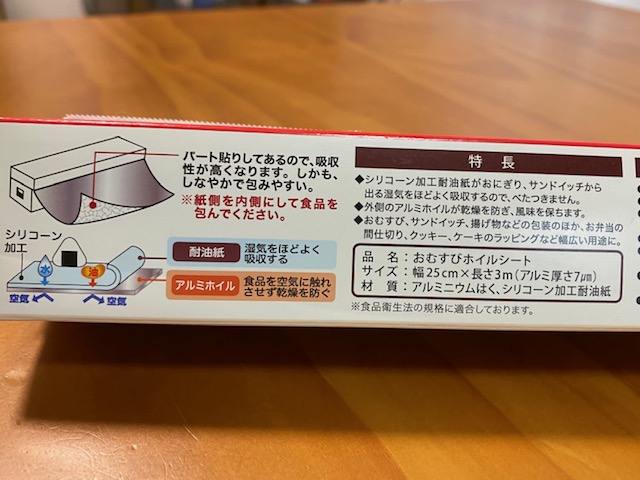 パート貼りしてあるので、吸収
性が高くなります。しかも、
しなやかで包みやすい。
※紙側を内側にして食品を
包んでください。
シリコーン
加工
水
油
空気
空気
耐油紙
湿気をほどよく
吸収する
アルミホイル
食品を空気に触れ
させず乾燥を防ぐ
特長
◆シリコーン加工耐油紙がおにぎり、サンドイッチから
出る湿気をほどよく吸収するので、べたつきません。
◆外側のアルミホイルが乾燥を防ぎ、風味を保ちます。
◆おむすび、サンドイッチ、揚げ物などの包装のほか、お弁当の
間仕切り、クッキー、ケーキのラッピングなど幅広い用途に。
品名：おむすびホイルシート
サイズ：幅25cm×長さ3m（アルミ厚さ7μm）
材質：アルミニウムはく、シリコーン加工耐油紙
※食品衛生法の規格に適合しております。